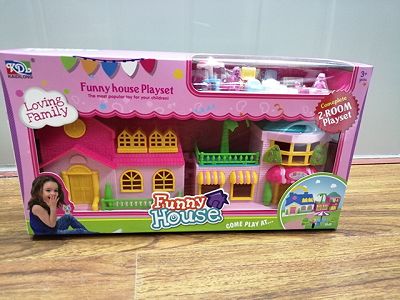 KDL
Funny house Playset
The most popular toy for your children!
3+
Loving
Family
Complete
2-ROOM
Playset
Funny
House
COME PLAY AT...